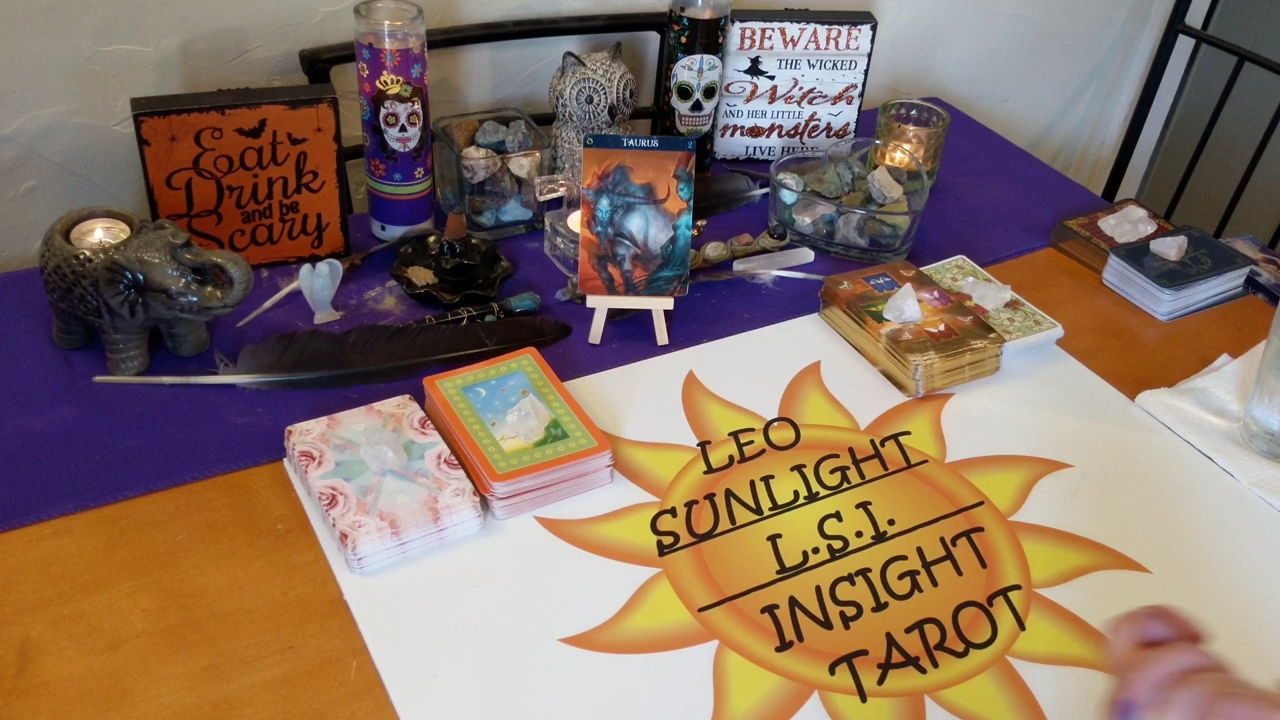 Eat
Drink
and be
Scary
TAURUS
2
BEWARE
THE WICKED
Witch
AND HER LITTLE
monsters
LIVE HERE
LEO
SUNLIGHT
L.S.I.
INSIGHT
TAROT